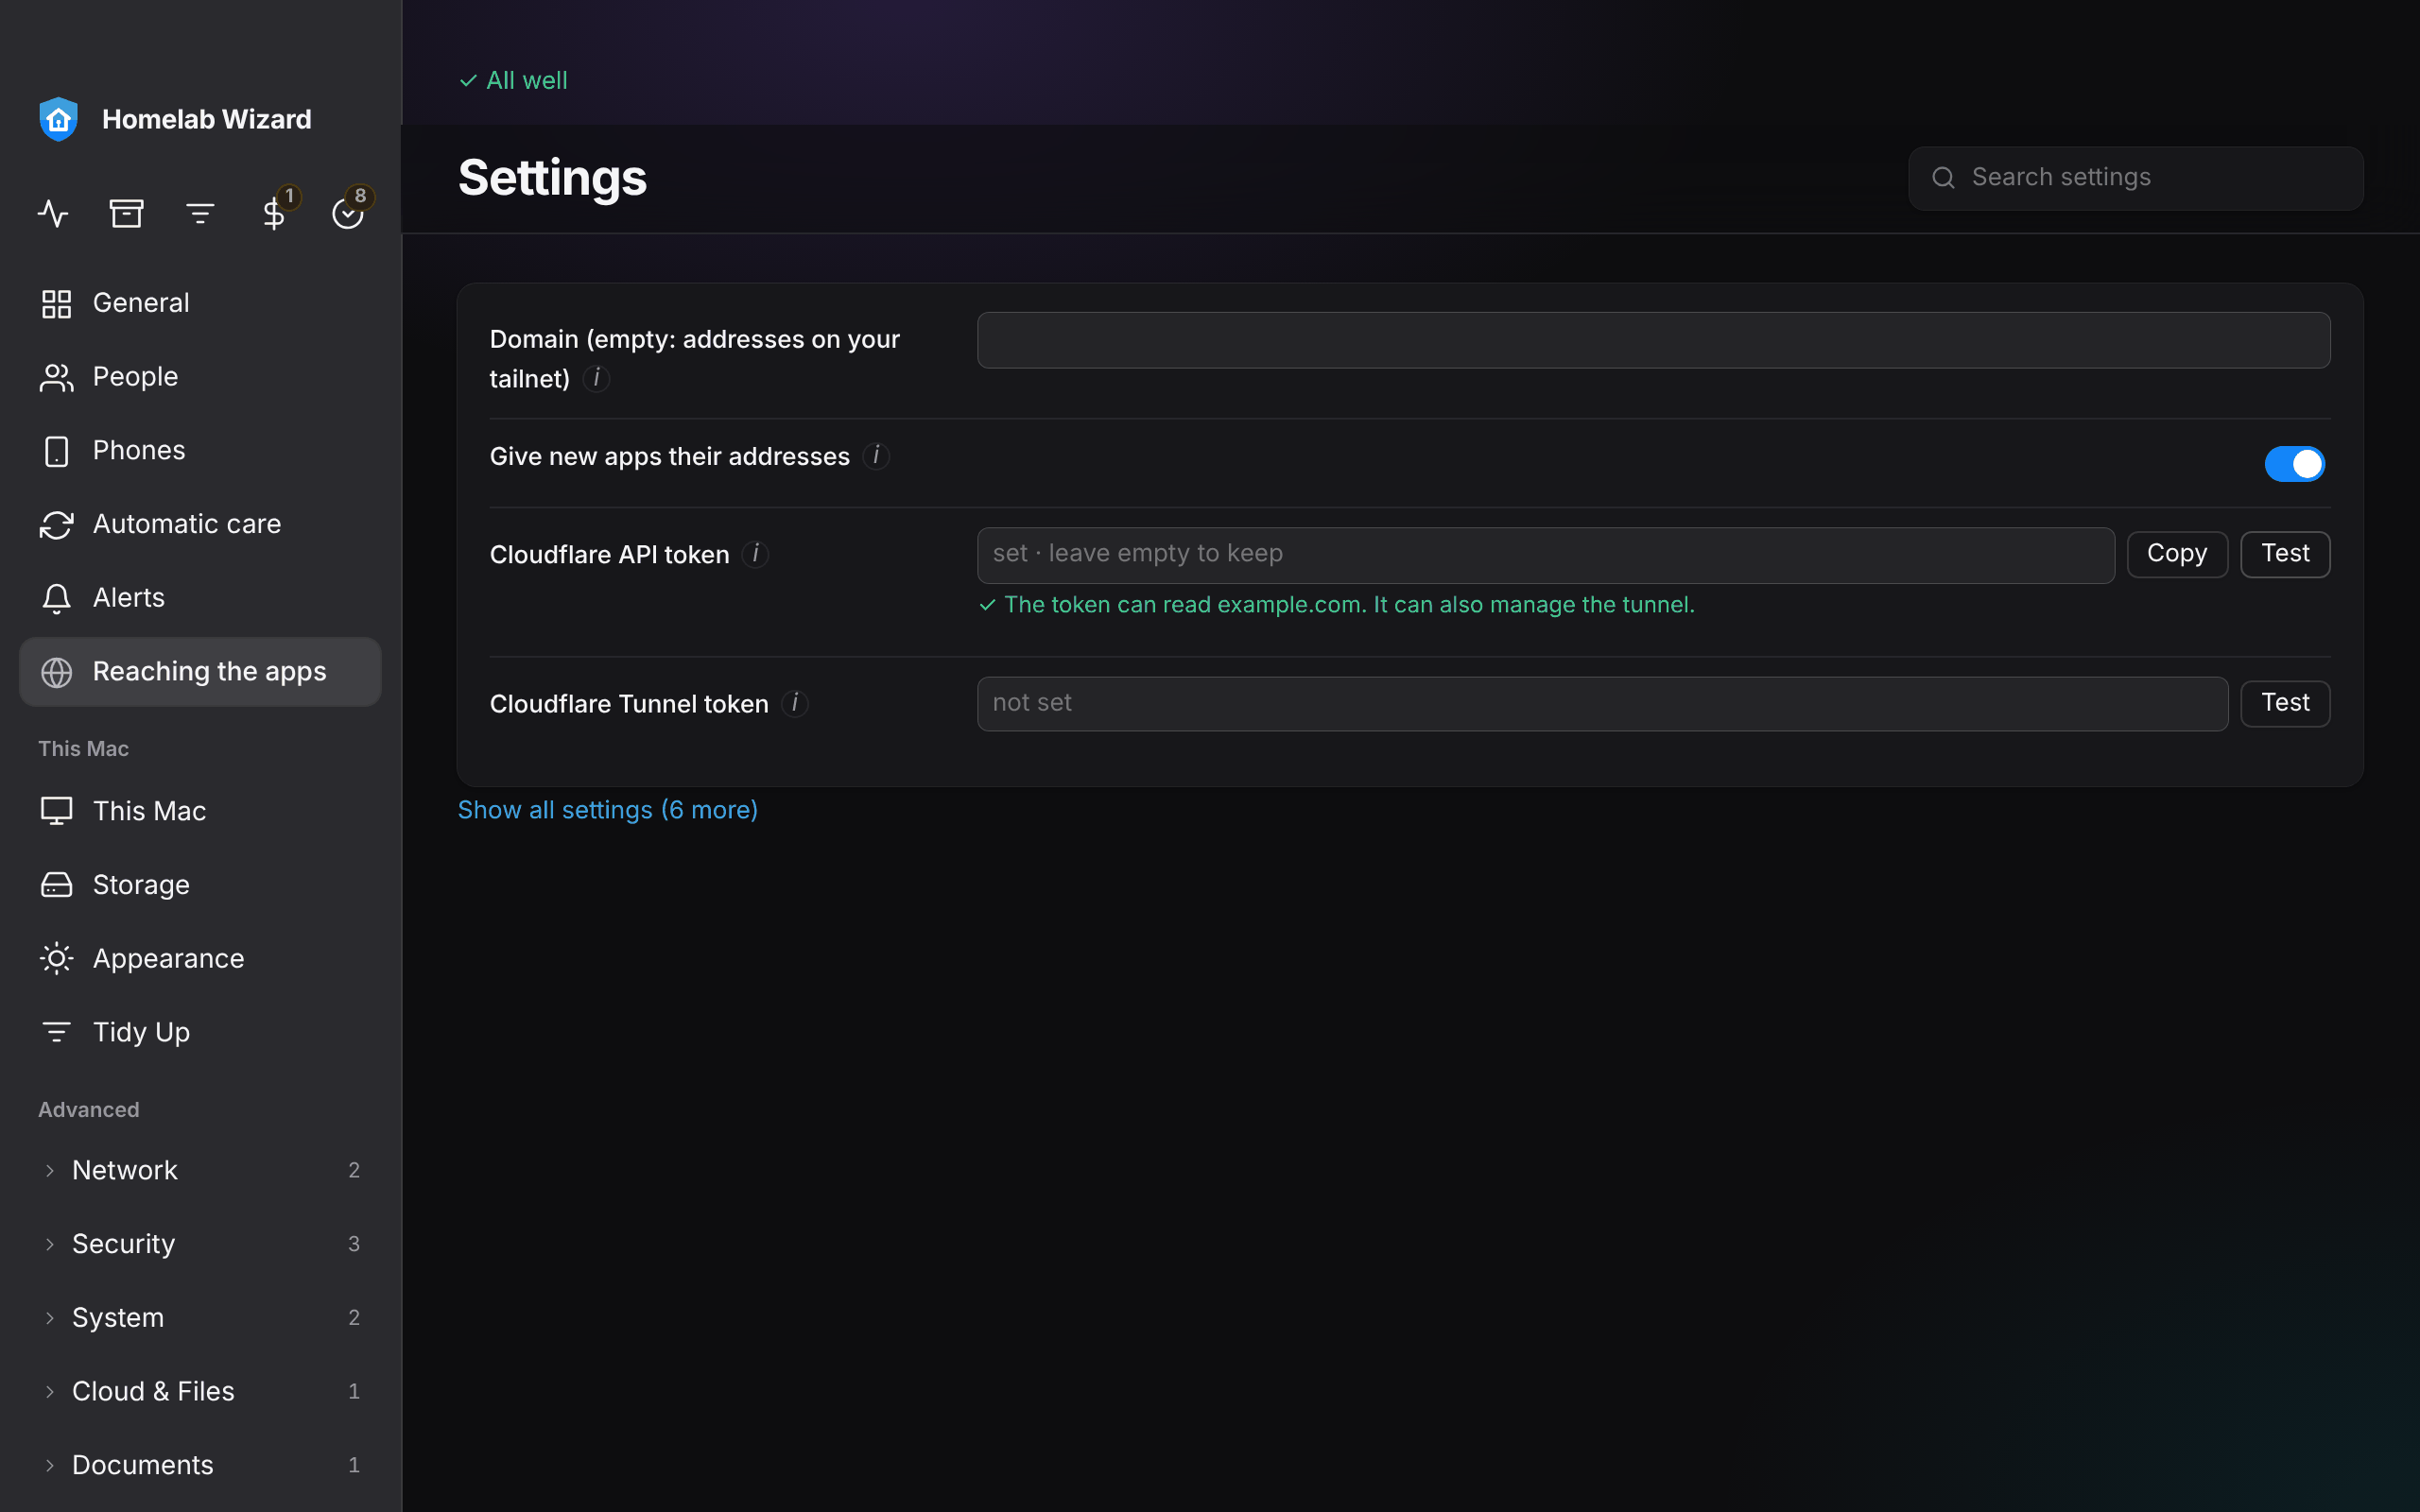 Homelab Wizard
1
8
General
People
Phones
Automatic care
Alerts
Reaching the apps
This Mac
This Mac
Storage
Appearance
Tidy Up
Advanced
Network 2
Security 3
System 2
Cloud & Files 1
Documents 1
✓ All well
Settings
Search settings
Domain (empty: addresses on your
tailnet) i
Give new apps their addresses i
Cloudflare API token i
set · leave empty to keep
Copy
Test
✓ The token can read example.com. It can also manage the tunnel.
Cloudflare Tunnel token i
not set
Test
Show all settings (6 more)